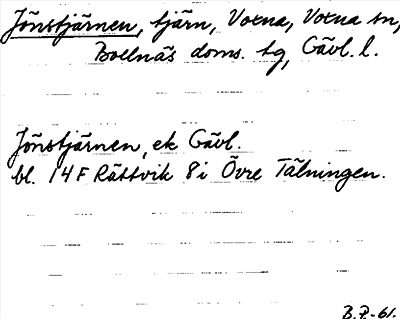 Jönstjärnen, tjärn, Voxna, Voxna sn,
Bollnäs doms. tg, Gävl. l.
Jönstjärnen, ek Gävl.
bl. 14 F Rättvik 8 i Övre Tälningen.
B.P.-61.